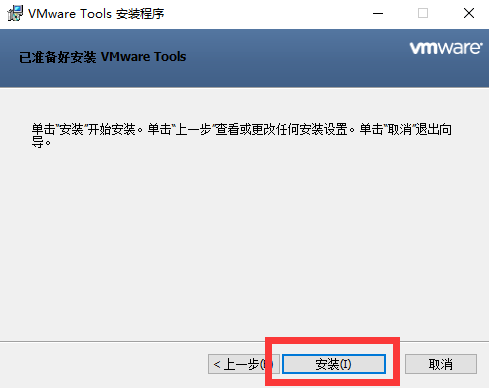 VMware Tools 安装程序
已准备好安装 VMware Tools
vmware
单击“安装”开始安装。单击“上一步”查看或更改任何安装设置。单击“取消”退出向
导。
< 上一步(
安装(I)
取消